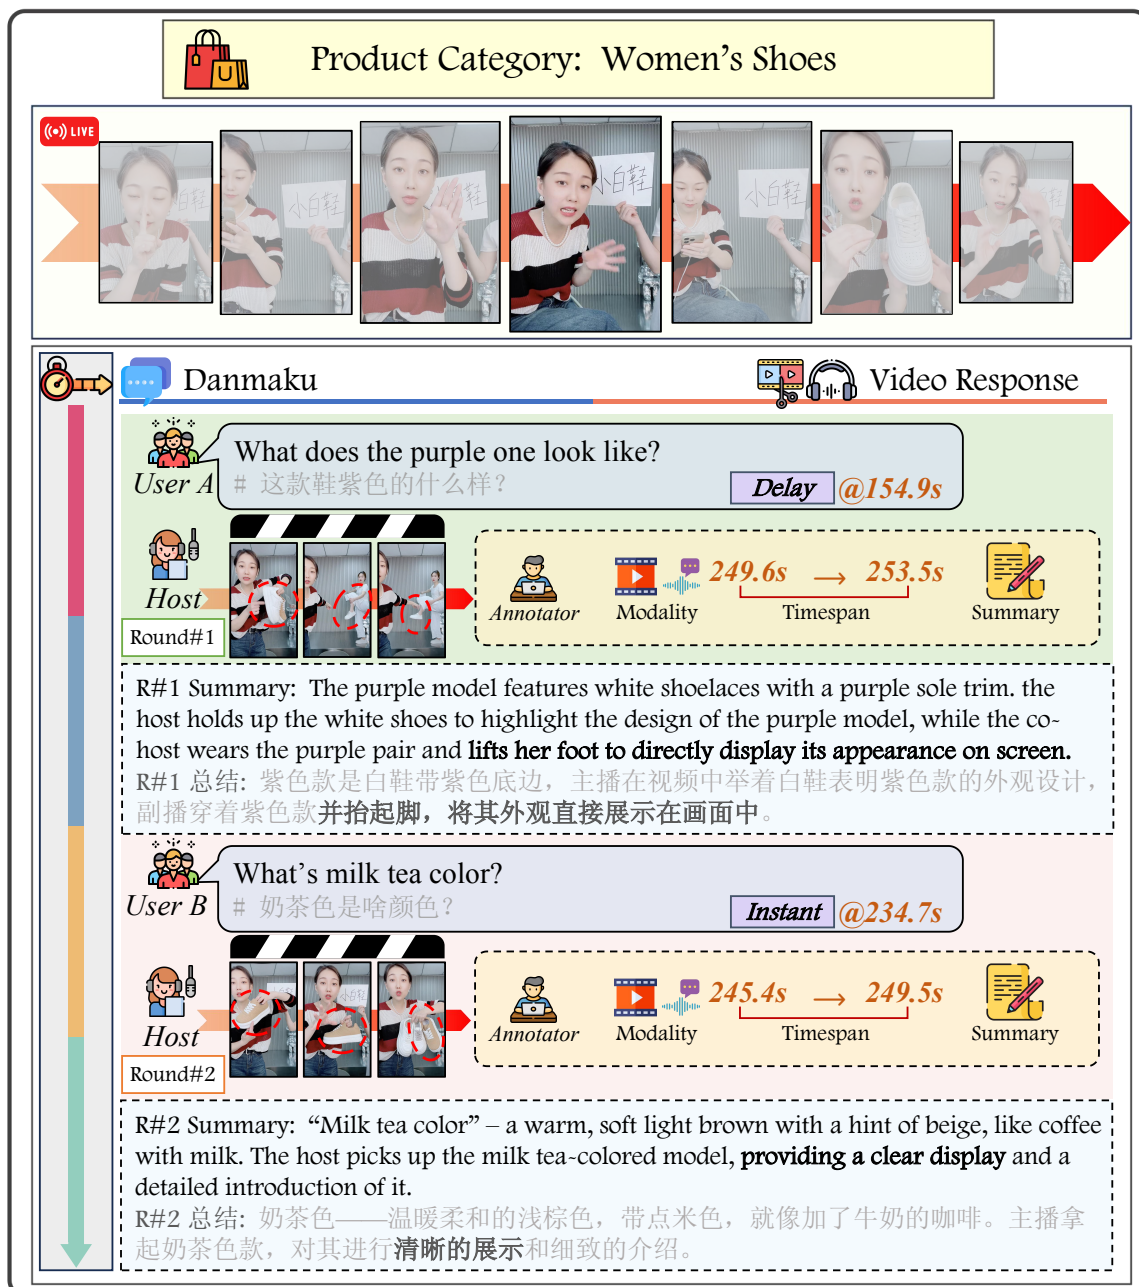 Product Category: Women's Shoes
LIVE
小白鞋
小白鞋
小白鞋
小白鞋
Danmaku
Video Response
User A
What does the purple one look like?
# 这款鞋紫色的什么样？
Delay @154.9s
Host
Round#1
Annotator
Modality
249.6s → 253.5s
Timespan
Summary
R#1 Summary: The purple model features white shoelaces with a purple sole trim. the
host holds up the white shoes to highlight the design of the purple model, while the co-
host wears the purple pair and lifts her foot to directly display its appearance on screen.
R#1 总结: 紫色款是白鞋带紫色底边，主播在视频中举着白鞋表明紫色款的外观设计，
副播穿着紫色款并抬起脚，将其外观直接展示在画面中。
User B
What's milk tea color?
# 奶茶色是啥颜色？
Instant @234.7s
Host
Round#2
Annotator
Modality
245.4s → 249.5s
Timespan
Summary
R#2 Summary: “Milk tea color” – a warm, soft light brown with a hint of beige, like coffee
with milk. The host picks up the milk tea-colored model, providing a clear display and a
detailed introduction of it.
R#2 总结: 奶茶色——温暖柔和的浅棕色，带点米色，就像加了牛奶的咖啡。主播拿
起奶茶色款，对其进行清晰的展示和细致的介绍。